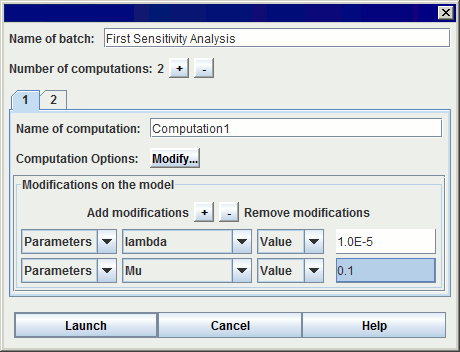 Name of batch: First Sensitivity Analysis
Number of computations: 2 + -
1 2
Name of computation: Computation1
Computation Options: Modify...
Modifications on the model
Add modifications + - Remove modifications
Parameters lambda Value 1.0E-5
Parameters Mu Value 0.1
Launch Cancel Help